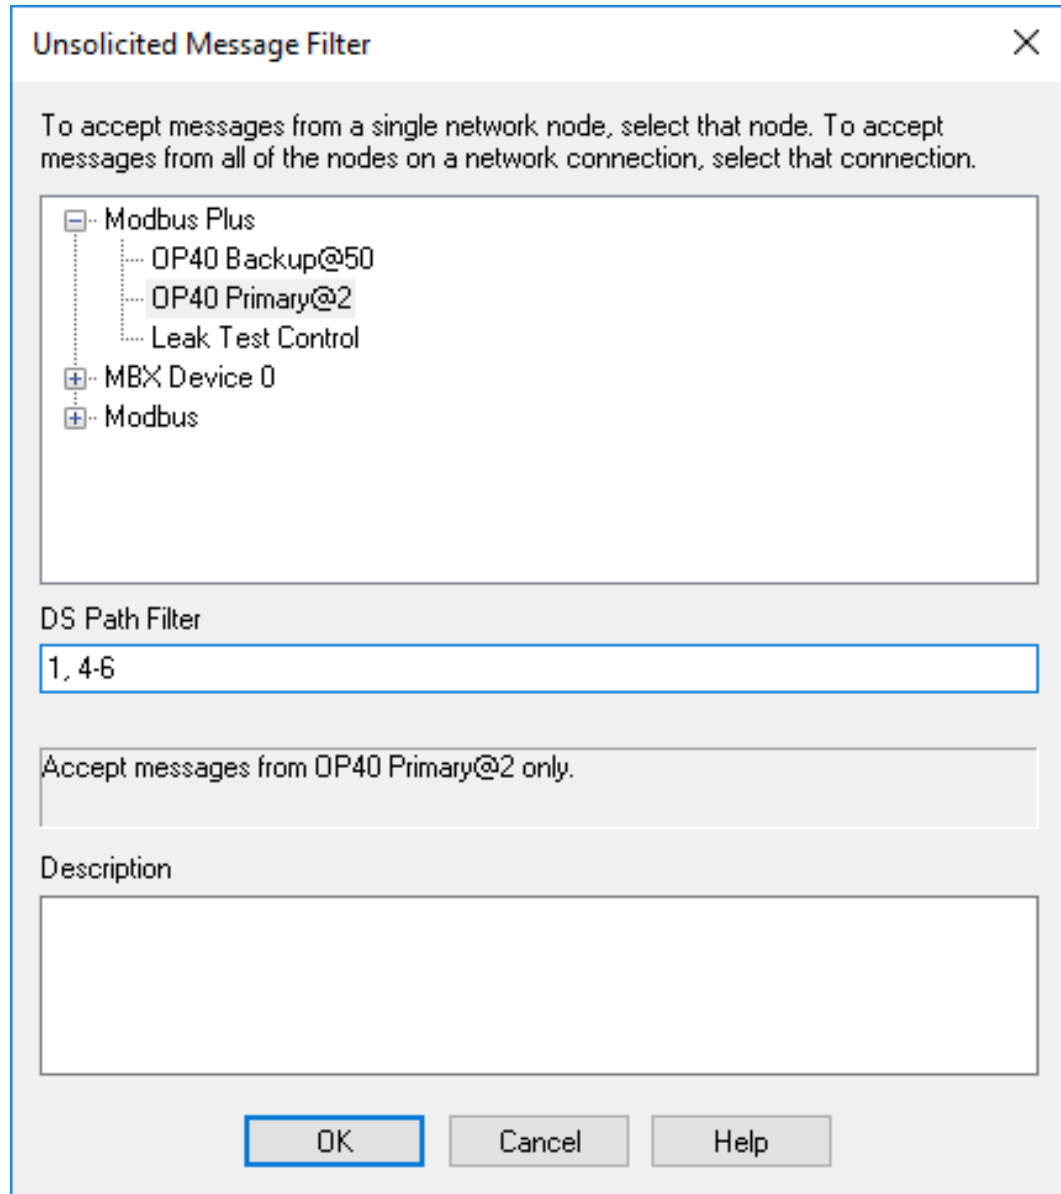 Unsolicited Message Filter
To accept messages from a single network node, select that node. To accept
messages from all of the nodes on a network connection, select that connection.
Modbus Plus
OP40 Backup@50
OP40 Primary@2
Leak Test Control
MBX Device 0
Modbus
DS Path Filter
1, 4-6
Accept messages from OP40 Primary@2 only.
Description
OK
Cancel
Help